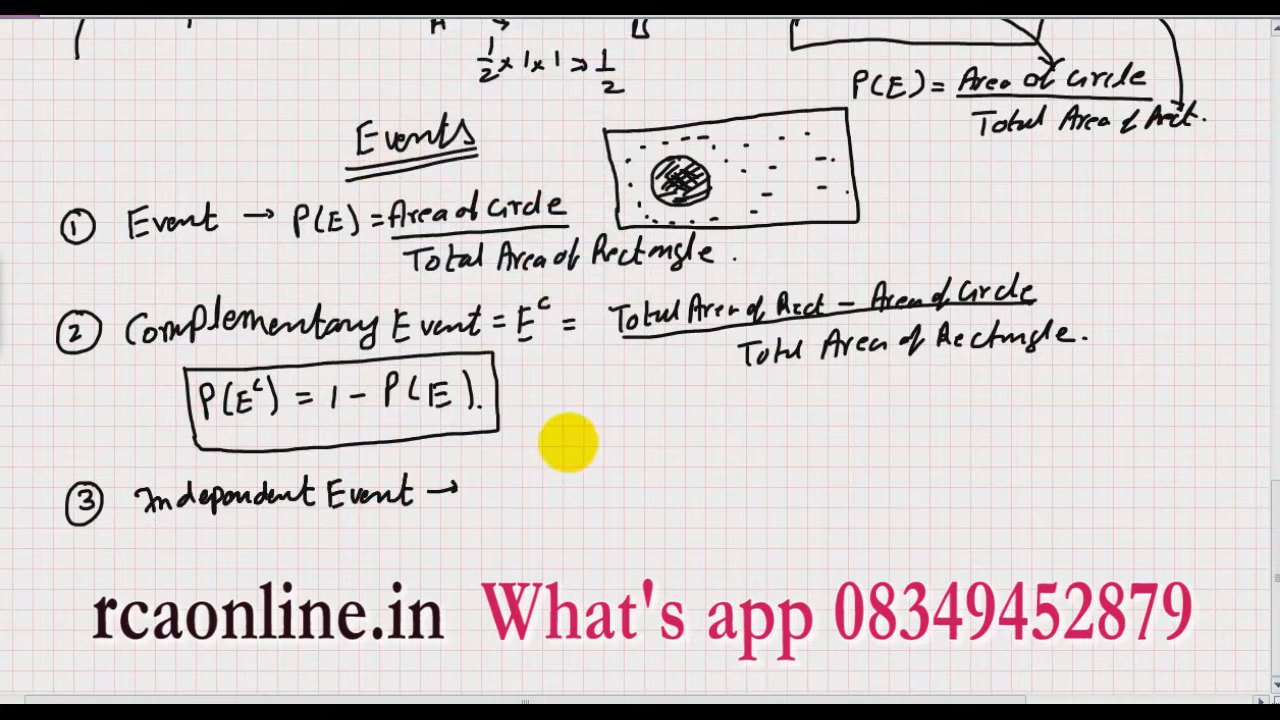 A
1/2 × 1 × 1 ⇒ 1/2
P(E) = Area of Circle / Total Area of Rect.
Events
① Event → P(E) = Area of Circle / Total Area of Rectangle.
② Complementary Event = E^c = Total Area of Rect − Area of Circle / Total Area of Rectangle.
P(E^c) = 1 − P(E).
③ Independent Event →
rcaonline.in What's app 08349452879